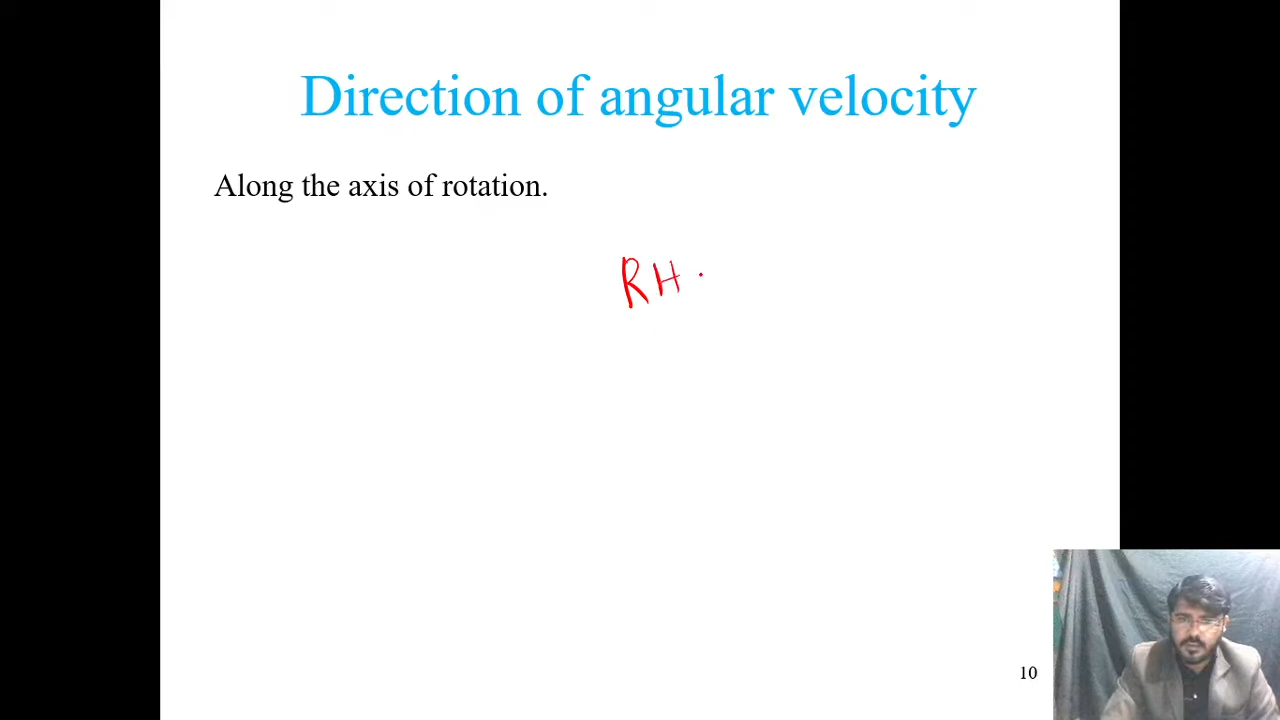 Direction of angular velocity
Along the axis of rotation.
RH
10